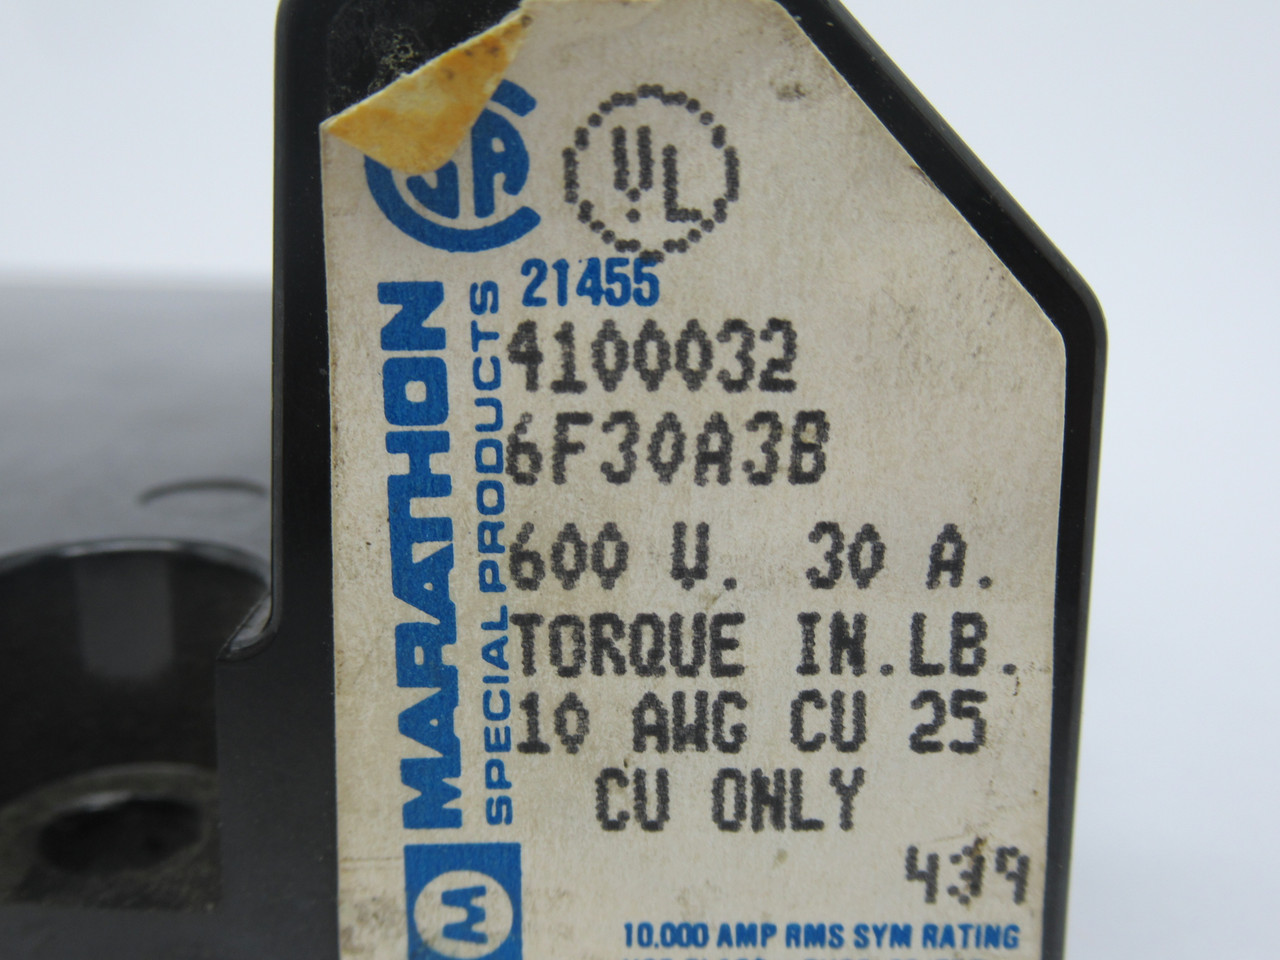 UL
21455
4100032
6F30A3B
600 V. 30 A.
TORQUE IN.LB.
10 AWG CU 25
CU ONLY
439
10.000 AMP RMS SYM RATING
MARATHON
SPECIAL PRODUCTS
M